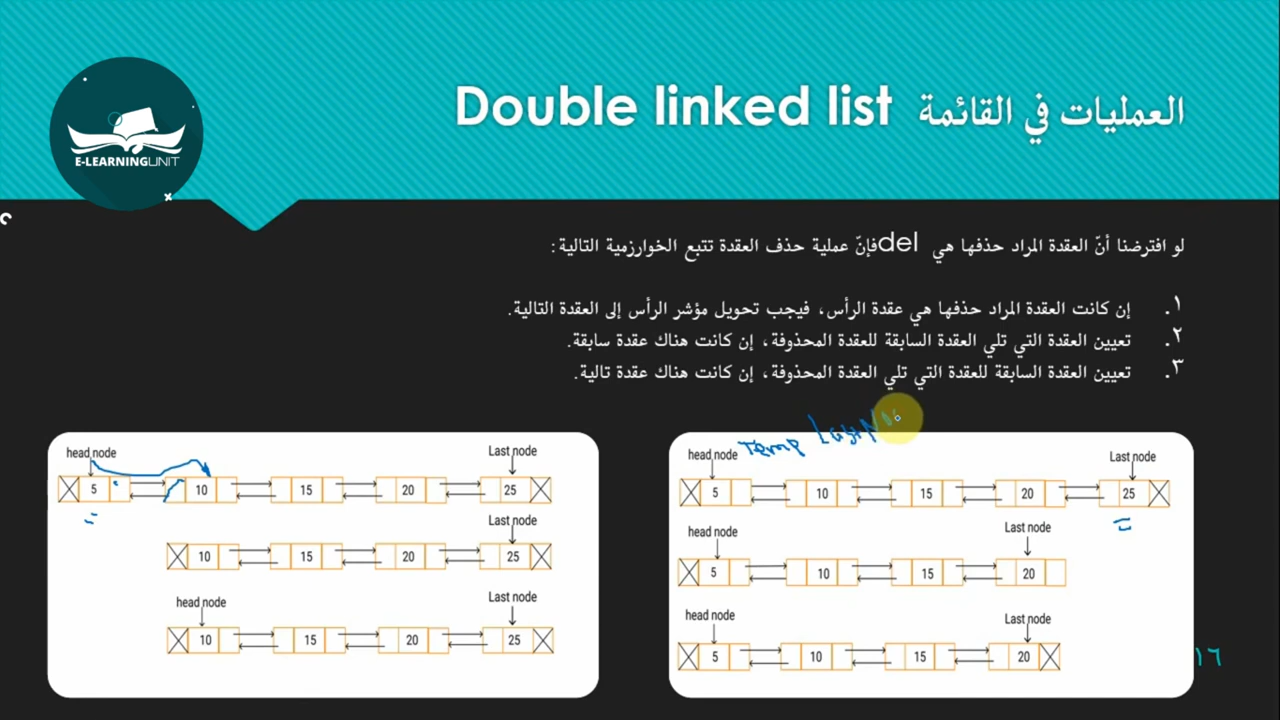 العمليات في القائمة Double linked list
E-LEARNINGUNIT
لو افترضنا أنّ العقدة المراد حذفها هي del فإنّ عملية حذف العقدة تتبع الخوارزمية التالية:
١. إن كانت العقدة المراد حذفها هي عقدة الرأس، فيجب تحويل مؤشر الرأس إلى العقدة التالية.
٢. تعيين العقدة التي تلي العقدة السابقة للعقدة المحذوفة، إن كانت هناك عقدة سابقة.
٣. تعيين العقدة السابقة للعقدة التي تلي العقدة المحذوفة، إن كانت هناك عقدة تالية.
head node Last node
5 10 15 20 25
Last node
10 15 20 25
head node Last node
10 15 20 25
Temp
head node Last node
5 10 15 20 25
head node Last node
5 10 15 20
head node Last node
5 10 15 20
١٦